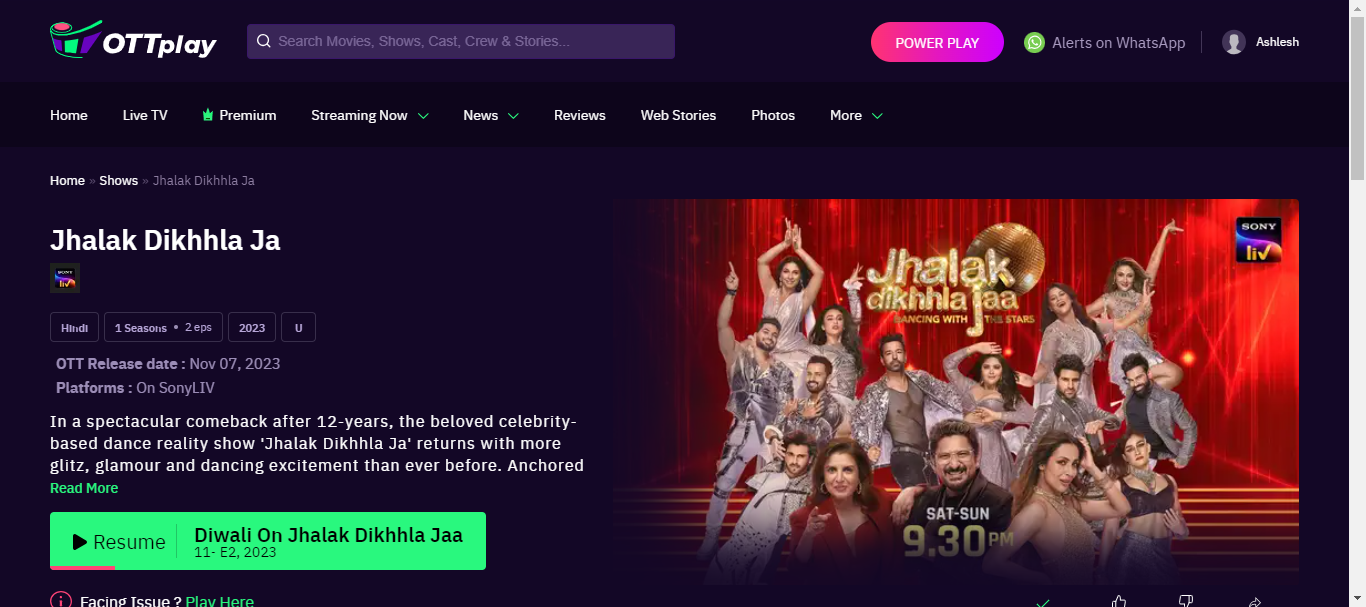 OTTplay
Search Movies, Shows, Cast, Crew & Stories...
POWER PLAY
Alerts on WhatsApp
Ashlesh
Home
Live TV
Premium
Streaming Now
News
Reviews
Web Stories
Photos
More
Home » Shows » Jhalak Dikhhla Ja
Jhalak Dikhhla Ja
SONY
liv
Hindi
1 Seasons • 2 eps
2023
U
OTT Release date : Nov 07, 2023
Platforms : On SonyLIV
In a spectacular comeback after 12-years, the beloved celebrity-
based dance reality show 'Jhalak Dikhhla Ja' returns with more
glitz, glamour and dancing excitement than ever before. Anchored
Read More
Resume
Diwali On Jhalak Dikhhla Jaa
11- E2, 2023
Facing Issue ? Play Here
SONY
liv
Jhalak
dikhhla jaa
DANCING WITH THE STARS
SAT-SUN
9.30PM